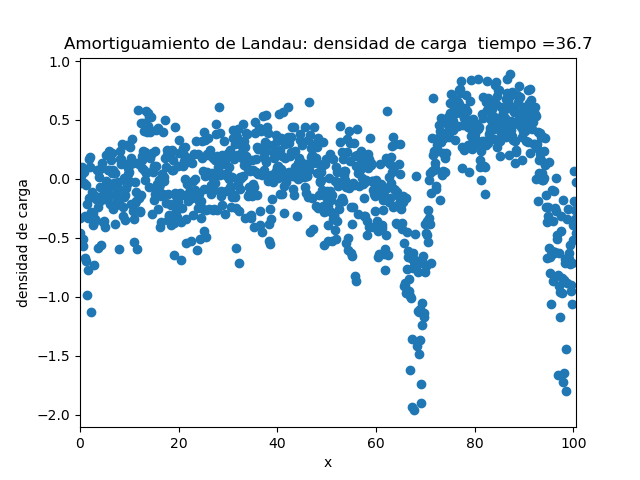 Amortiguamiento de Landau: densidad de carga  tiempo =36.7
1.0
0.5
0.0
−0.5
−1.0
−1.5
−2.0
densidad de carga
0 20 40 60 80 100
x